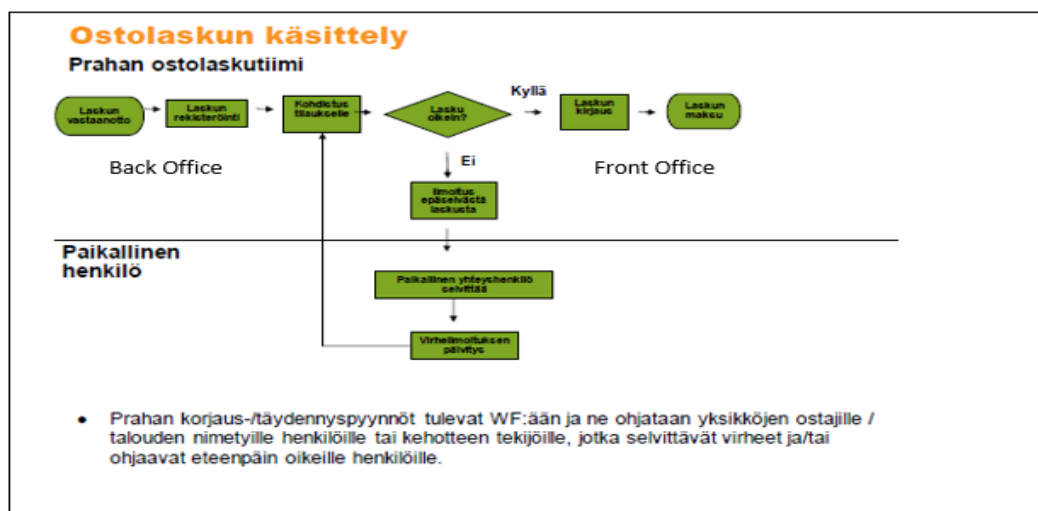 Ostolaskun käsittely
Prahan ostolaskutiimi
Laskun
vastaanotto
Laskun
rekisteröinti
Kohdistus
tilaukselle
Lasku
oikein?
Kyllä
Laskun
kirjaus
Laskun
maksu
Back Office
Ei
Front Office
Ilmoitus
epäselvästä
laskusta
Paikallinen
henkilö
Paikallinen yhteyshenkilö
selvittää
Virheilmoituksen
päivitys
• Prahan korjaus-/täydennyspyynnöt tulevat WF:ään ja ne ohjataan yksikköjen ostajille /
talouden nimetyille henkilöille tai kehotteen tekijöille, jotka selvittävät virheet ja/tai
ohjaavat eteenpäin oikeille henkilöille.